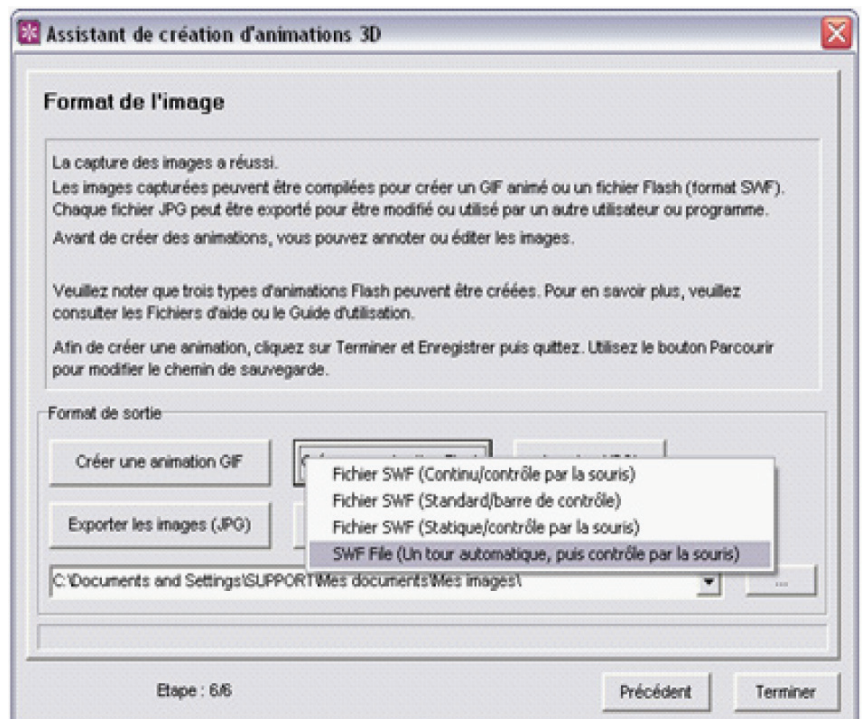 Assistant de création d'animations 3D
Format de l'image
La capture des images a réussi.
Les images capturées peuvent être compilées pour créer un GIF animé ou un fichier Flash (format SWF).
Chaque fichier JPG peut être exporté pour être modifié ou utilisé par un autre utilisateur ou programme.
Avant de créer des animations, vous pouvez annoter ou éditer les images.
Veuillez noter que trois types d'animations Flash peuvent être créées. Pour en savoir plus, veuillez
consulter les Fichiers d'aide ou le Guide d'utilisation.
Afin de créer une animation, cliquez sur Terminer et Enregistrer puis quittez. Utilisez le bouton Parcourir
pour modifier le chemin de sauvegarde.
Format de sortie
Créer une animation GIF
Fichier SWF (Continu/contrôle par la souris)
Fichier SWF (Standard/barre de contrôle)
Fichier SWF (Statique/contrôle par la souris)
SWF File (Un tour automatique, puis contrôle par la souris)
Exporter les images (JPG)
C:\Documents and Settings\SUPPORT\Mes documents\Mes images\
...
Etape : 6/6
Précédent
Terminer